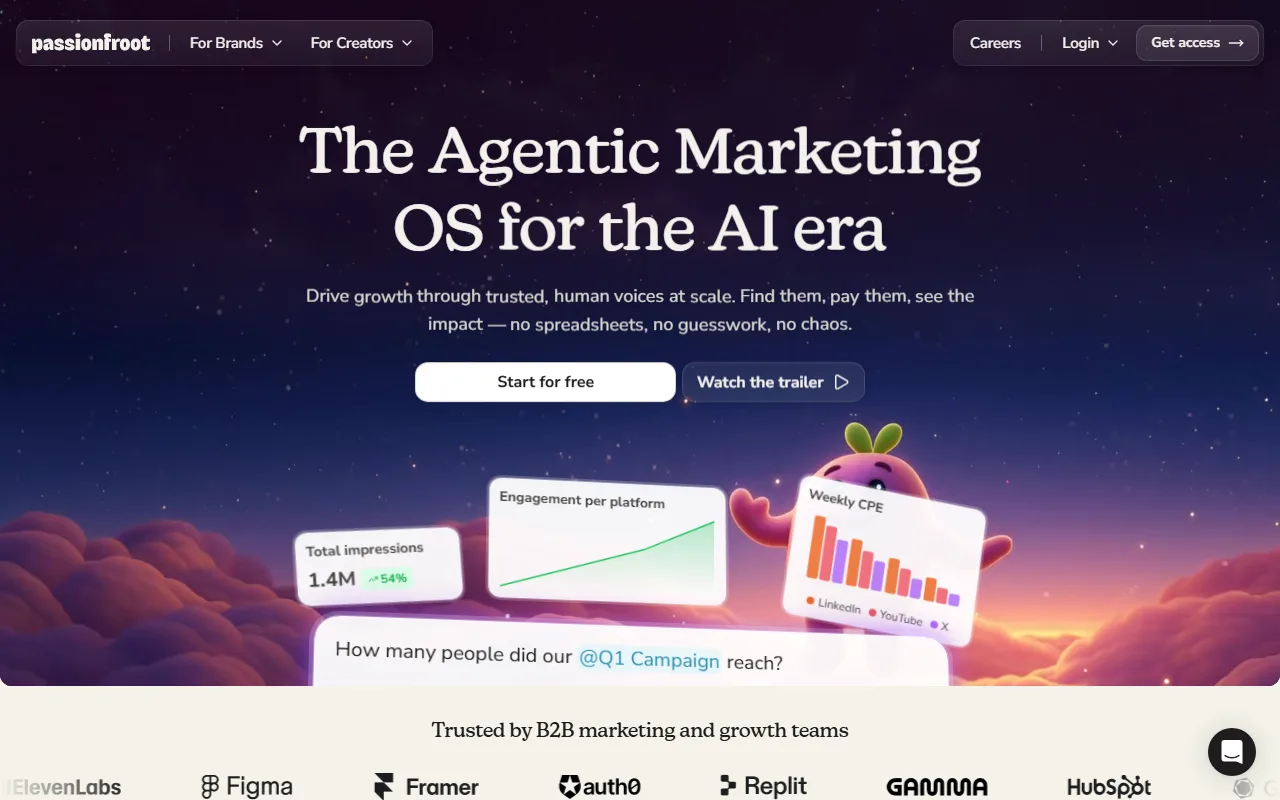 passionfroot
For Brands
For Creators
Careers
Login
Get access
The Agentic Marketing
OS for the AI era
Drive growth through trusted, human voices at scale. Find them, pay them, see the
impact — no spreadsheets, no guesswork, no chaos.
Start for free
Watch the trailer
Total impressions
1.4M
54%
Engagement per platform
Weekly CPE
LinkedIn
YouTube
X
How many people did our @Q1 Campaign reach?
Trusted by B2B marketing and growth teams
ElevenLabs
Figma
Framer
auth0
Replit
GAMMA
HubSpot